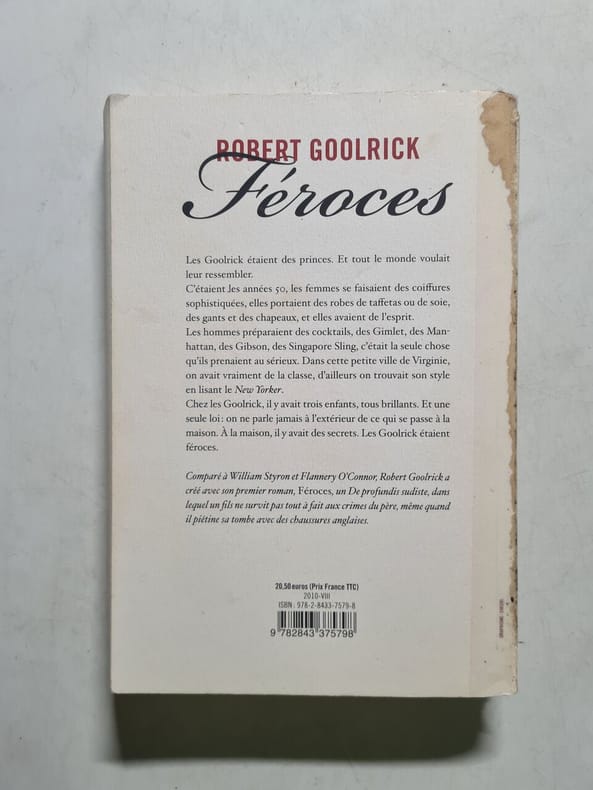 ROBERT GOOLRICK
Féroces
Les Goolrick étaient des princes. Et tout le monde voulait
leur ressembler.
C'étaient les années 50, les femmes se faisaient des coiffures
sophistiquées, elles portaient des robes de taffetas ou de soie,
des gants et des chapeaux, et elles avaient de l'esprit.
Les hommes préparaient des cocktails, des Gimlet, des Man-
hattan, des Gibson, des Singapore Sling, c'était la seule chose
qu'ils prenaient au sérieux. Dans cette petite ville de Virginie,
on avait vraiment de la classe, d'ailleurs on trouvait son style
en lisant le New Yorker.
Chez les Goolrick, il y avait trois enfants, tous brillants. Et une
seule loi : on ne parle jamais à l'extérieur de ce qui se passe à la
maison. À la maison, il y avait des secrets. Les Goolrick étaient
féroces.
Comparé à William Styron et Flannery O'Connor, Robert Goolrick a
créé avec son premier roman, Féroces, un De profundis sudiste, dans
lequel un fils ne survit pas tout à fait aux crimes du père, même quand
il piétine sa tombe avec des chaussures anglaises.
20,50 euros (Prix France TTC)
2010-VIII
ISBN : 978-2-8433-7579-8
9 782843 375798